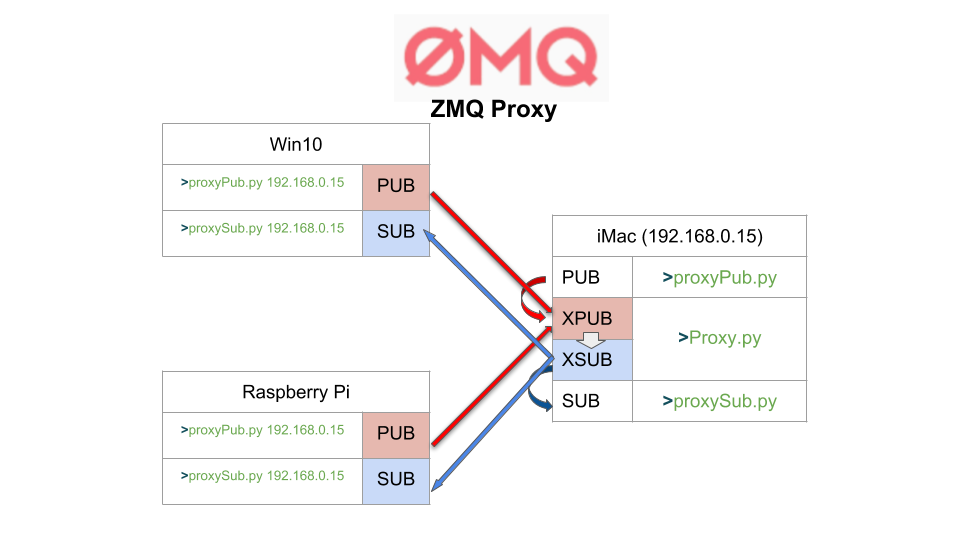 ØMQ
ZMQ Proxy
Win10
>proxyPub.py 192.168.0.15
PUB
>proxySub.py 192.168.0.15
SUB
iMac (192.168.0.15)
PUB
>proxyPub.py
XPUB
>Proxy.py
XSUB
SUB
>proxySub.py
Raspberry Pi
>proxyPub.py 192.168.0.15
PUB
>proxySub.py 192.168.0.15
SUB